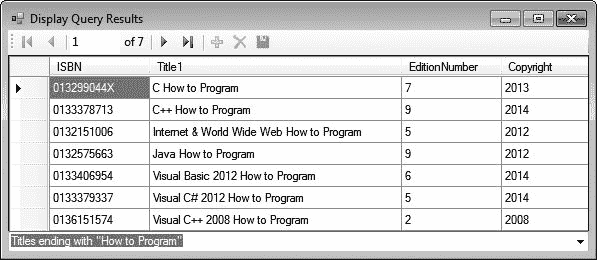 Display Query Results
1 of 7
ISBN Title1 EditionNumber Copyright
013299044X C How to Program 7 2013
0133378713 C++ How to Program 9 2014
0132151006 Internet & World Wide Web How to Program 5 2012
0132575663 Java How to Program 9 2012
0133406954 Visual Basic 2012 How to Program 6 2014
0133379337 Visual C# 2012 How to Program 5 2014
0136151574 Visual C++ 2008 How to Program 2 2008
Titles ending with "How to Program"